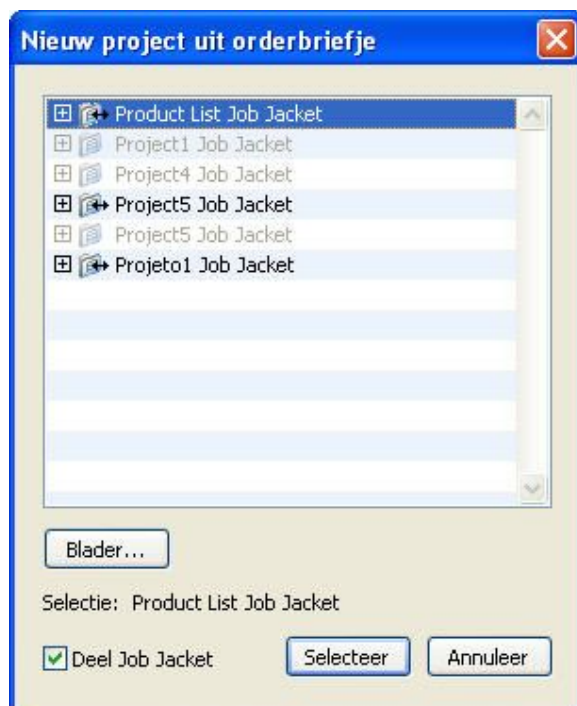 Nieuw project uit orderbriefje
Product List Job Jacket
Project1 Job Jacket
Project4 Job Jacket
Project5 Job Jacket
Project5 Job Jacket
Projeto1 Job Jacket
Blader...
Selectie: Product List Job Jacket
Deel Job Jacket Selecteer Annuleer